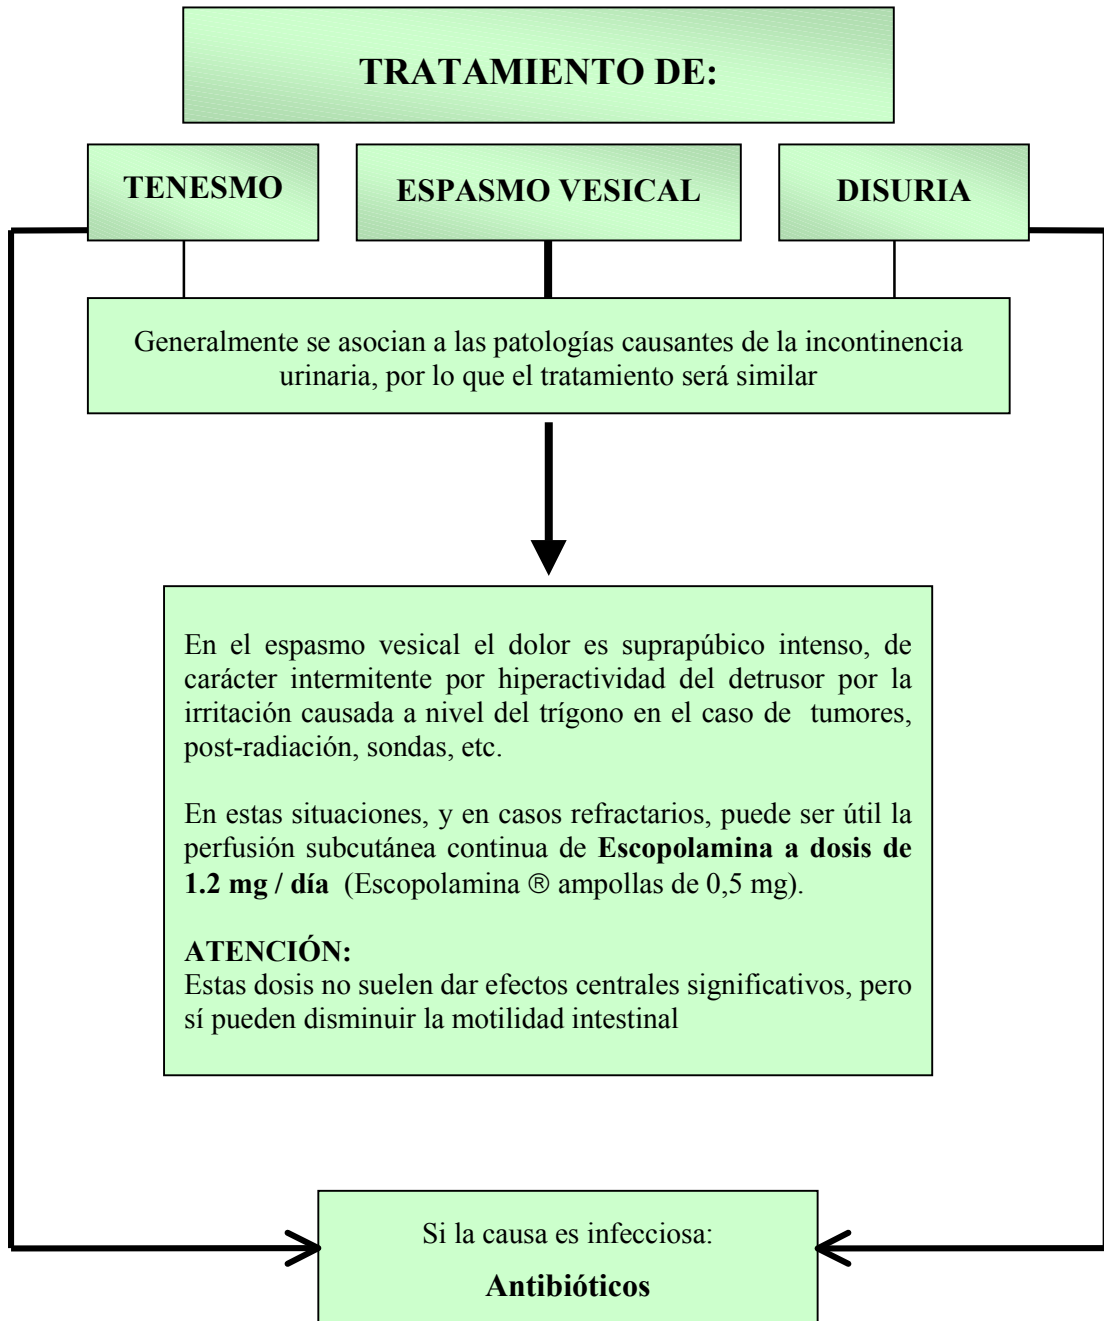 TRATAMIENTO DE:
TENESMO
ESPASMO VESICAL
DISURIA
Generalmente se asocian a las patologías causantes de la incontinencia
urinaria, por lo que el tratamiento será similar
En el espasmo vesical el dolor es suprapúbico intenso, de
carácter intermitente por hiperactividad del detrusor por la
irritación causada a nivel del trígono en el caso de tumores,
post-radiación, sondas, etc.
En estas situaciones, y en casos refractarios, puede ser útil la
perfusión subcutánea continua de Escopolamina a dosis de
1.2 mg / día (Escopolamina ® ampollas de 0,5 mg).
ATENCIÓN:
Estas dosis no suelen dar efectos centrales significativos, pero
sí pueden disminuir la motilidad intestinal
Si la causa es infecciosa:
Antibióticos